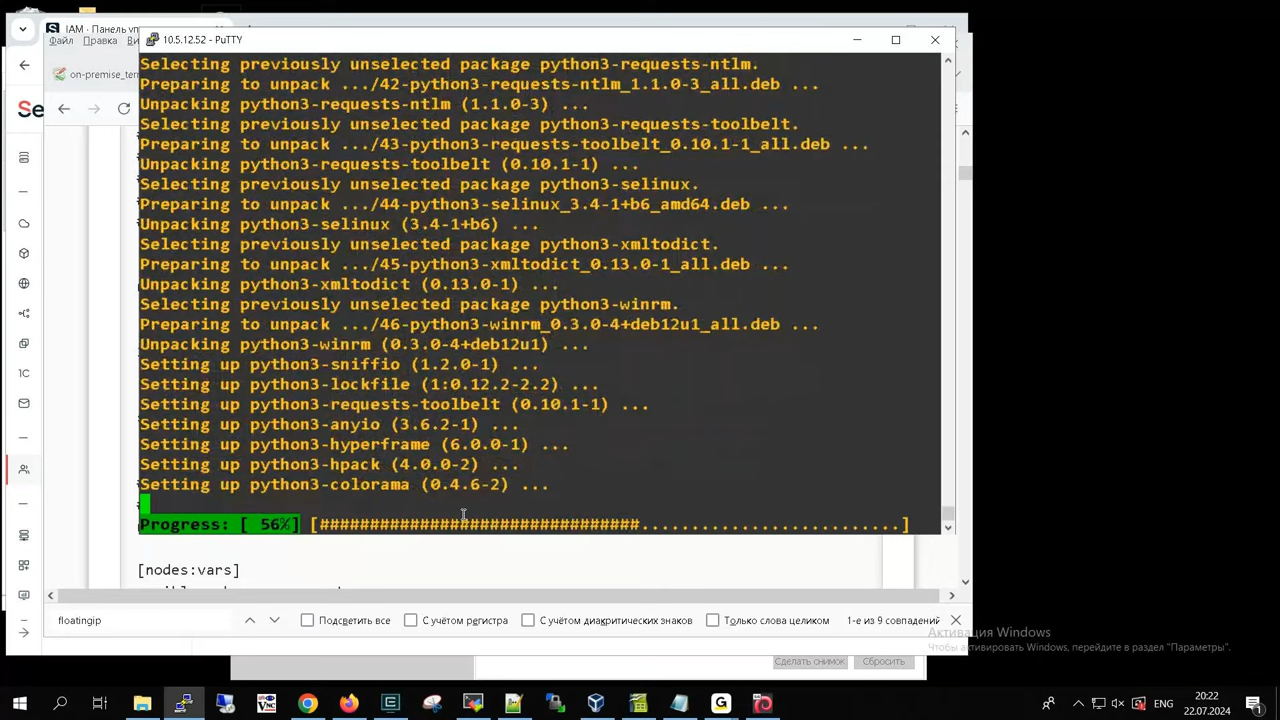 IAM · Панель
Файл Правка
10.5.12.52 - PuTTY
Selecting previously unselected package python3-requests-ntlm.
Preparing to unpack .../42-python3-requests-ntlm_1.1.0-3_all.deb ...
Unpacking python3-requests-ntlm (1.1.0-3) ...
Selecting previously unselected package python3-requests-toolbelt.
Preparing to unpack .../43-python3-requests-toolbelt_0.10.1-1_all.deb ...
Unpacking python3-requests-toolbelt (0.10.1-1) ...
Selecting previously unselected package python3-selinux.
Preparing to unpack .../44-python3-selinux_3.4-1+b6_amd64.deb ...
Unpacking python3-selinux (3.4-1+b6) ...
Selecting previously unselected package python3-xmltodict.
Preparing to unpack .../45-python3-xmltodict_0.13.0-1_all.deb ...
Unpacking python3-xmltodict (0.13.0-1) ...
Selecting previously unselected package python3-winrm.
Preparing to unpack .../46-python3-winrm_0.3.0-4+deb12u1_all.deb ...
Unpacking python3-winrm (0.3.0-4+deb12u1) ...
Setting up python3-sniffio (1.2.0-1) ...
Setting up python3-lockfile (1:0.12.2-2.2) ...
Setting up python3-requests-toolbelt (0.10.1-1) ...
Setting up python3-anyio (3.6.2-1) ...
Setting up python3-hyperframe (6.0.0-1) ...
Setting up python3-hpack (4.0.0-2) ...
Setting up python3-colorama (0.4.6-2) ...
Progress: [ 56%] [################################..........................]
on-premise_ter
Se
1C
[nodes:vars]
floatingip
Подсветить все
С учётом регистра
С учётом диакритических знаков
Только слова целиком
1-е из 9 совпадений
Сделать снимок
Сбросить
Активация Windows
Чтобы активировать Windows, перейдите в раздел "Параметры".
ENG
20:22
22.07.2024
1